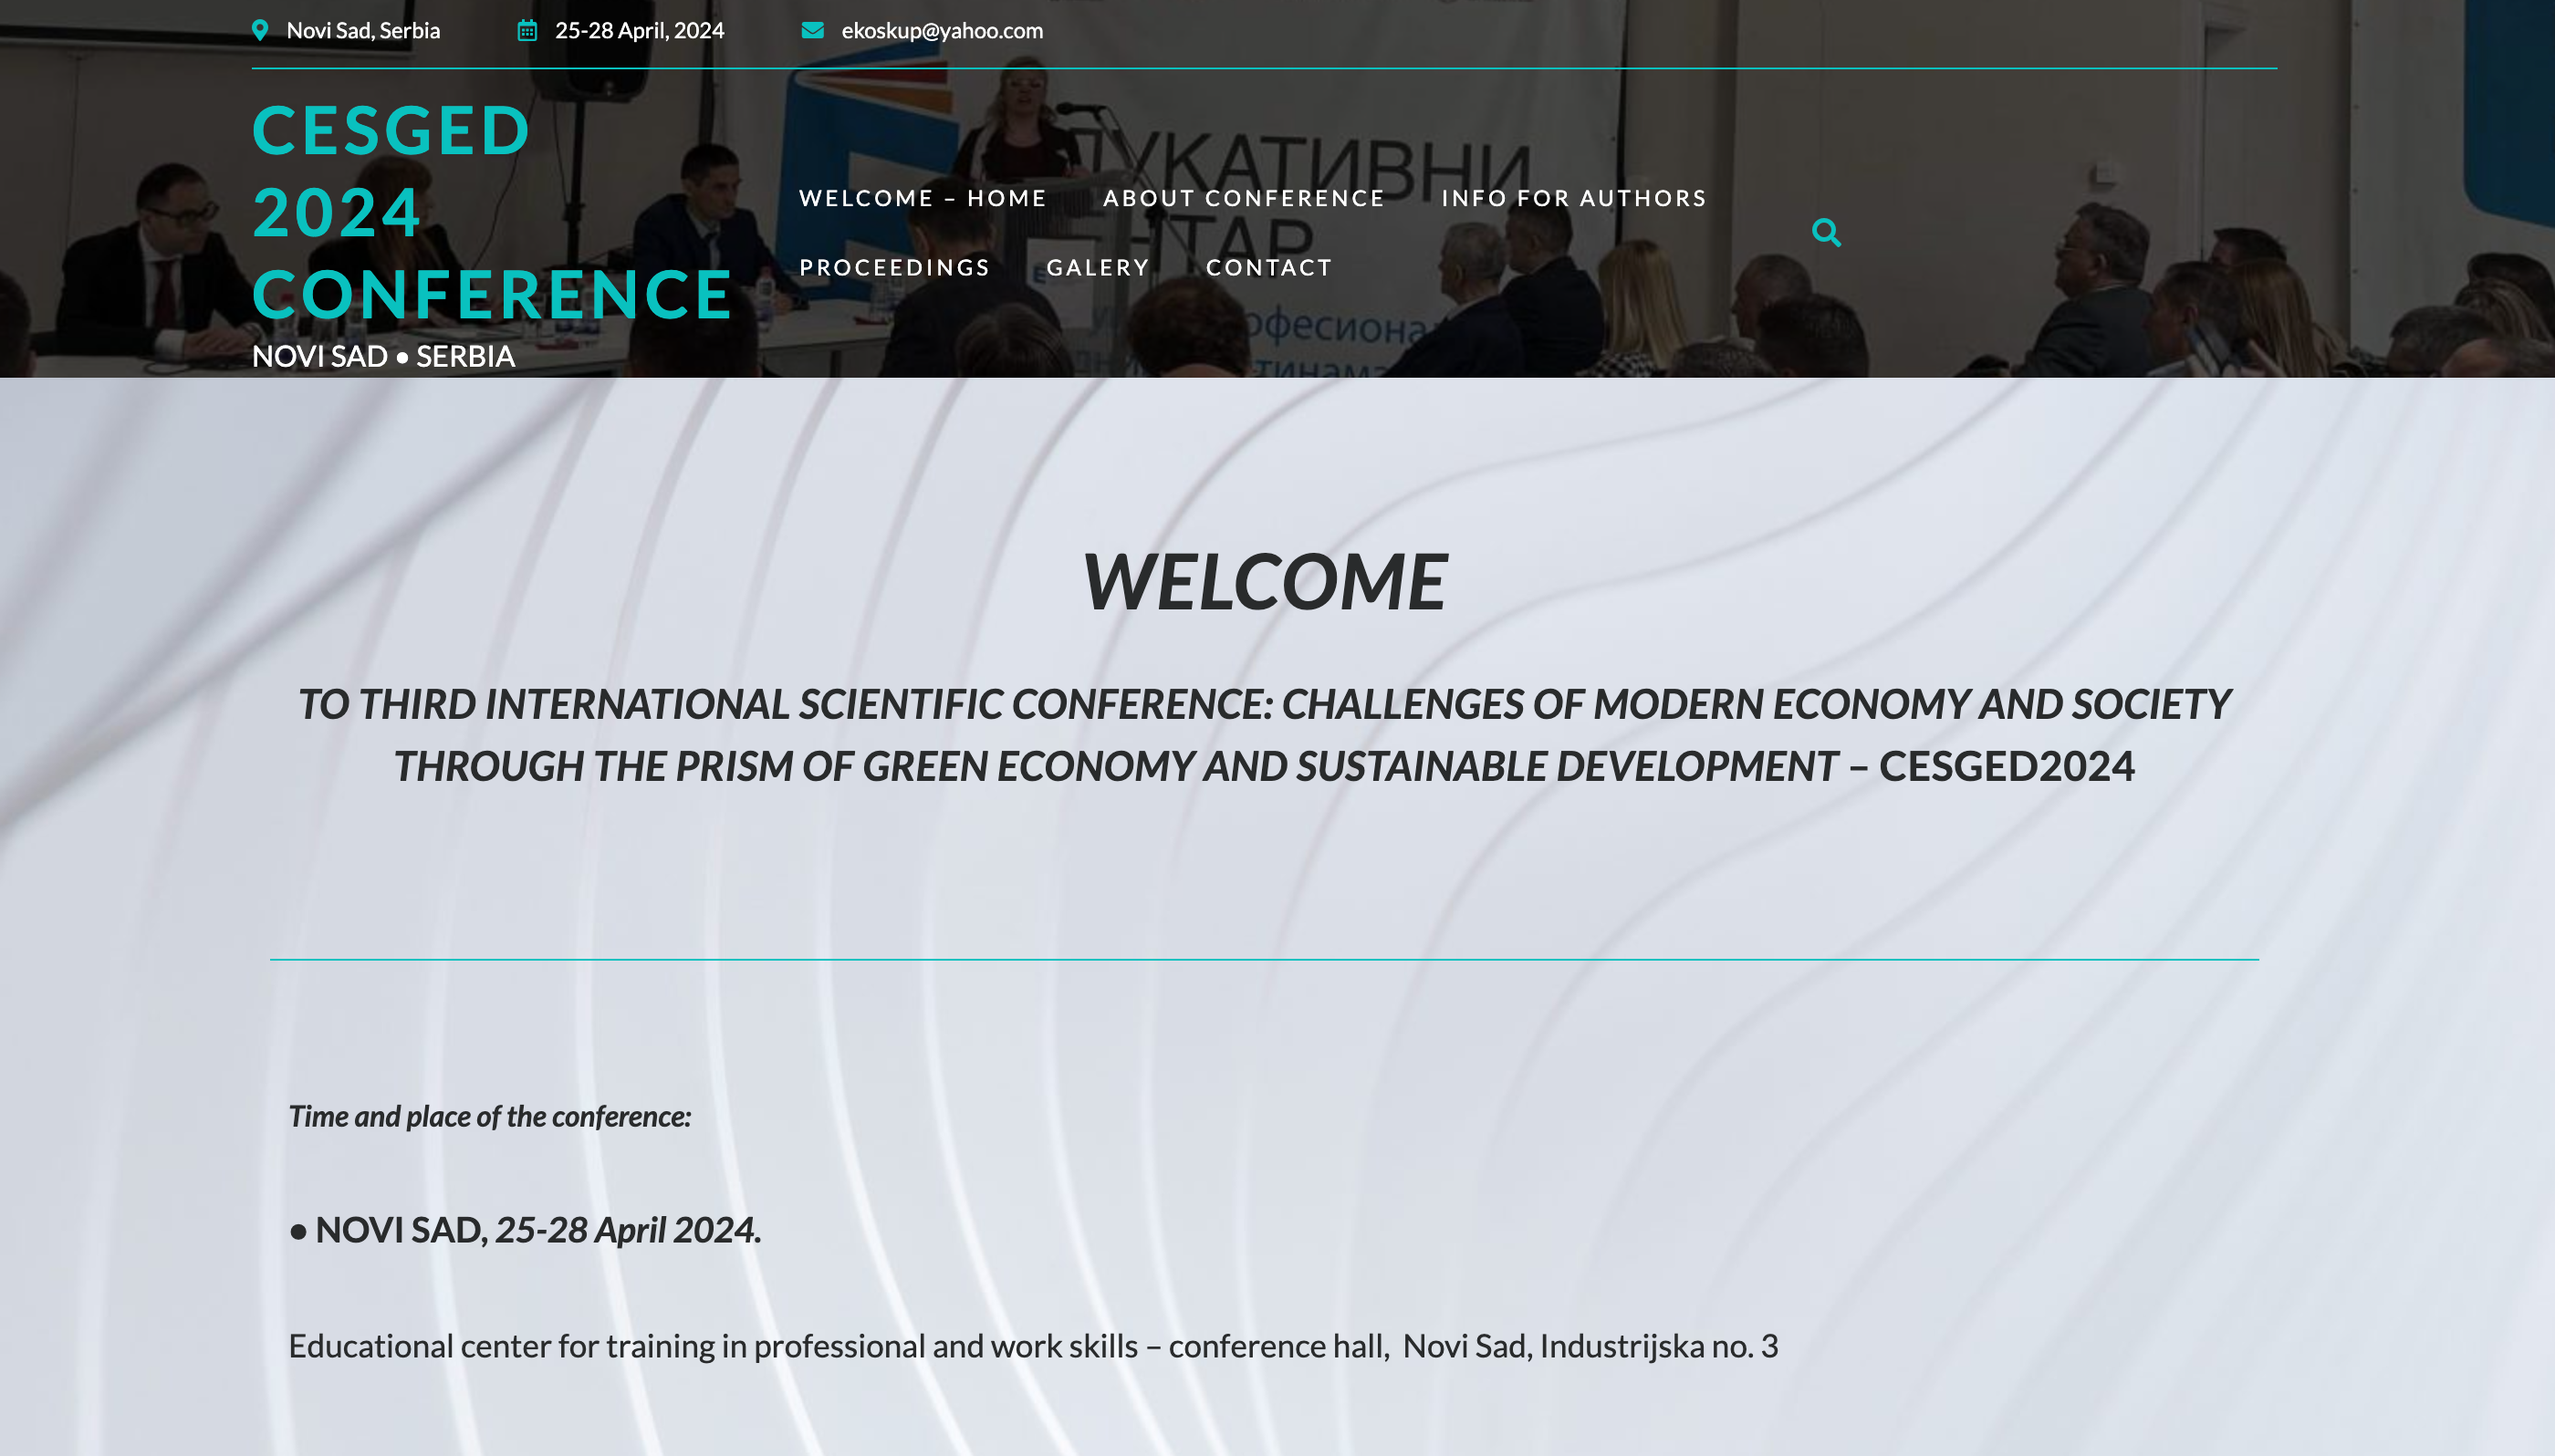 Novi Sad, Serbia
25-28 April, 2024
ekoskup@yahoo.com
CESGED
2024
CONFERENCE
NOVI SAD ● SERBIA
WELCOME – HOME
ABOUT CONFERENCE
INFO FOR AUTHORS
PROCEEDINGS
GALERY
CONTACT
WELCOME
TO THIRD INTERNATIONAL SCIENTIFIC CONFERENCE: CHALLENGES OF MODERN ECONOMY AND SOCIETY
THROUGH THE PRISM OF GREEN ECONOMY AND SUSTAINABLE DEVELOPMENT – CESGED2024
Time and place of the conference:
● NOVI SAD, 25-28 April 2024.
Educational center for training in professional and work skills – conference hall,  Novi Sad, Industrijska no. 3